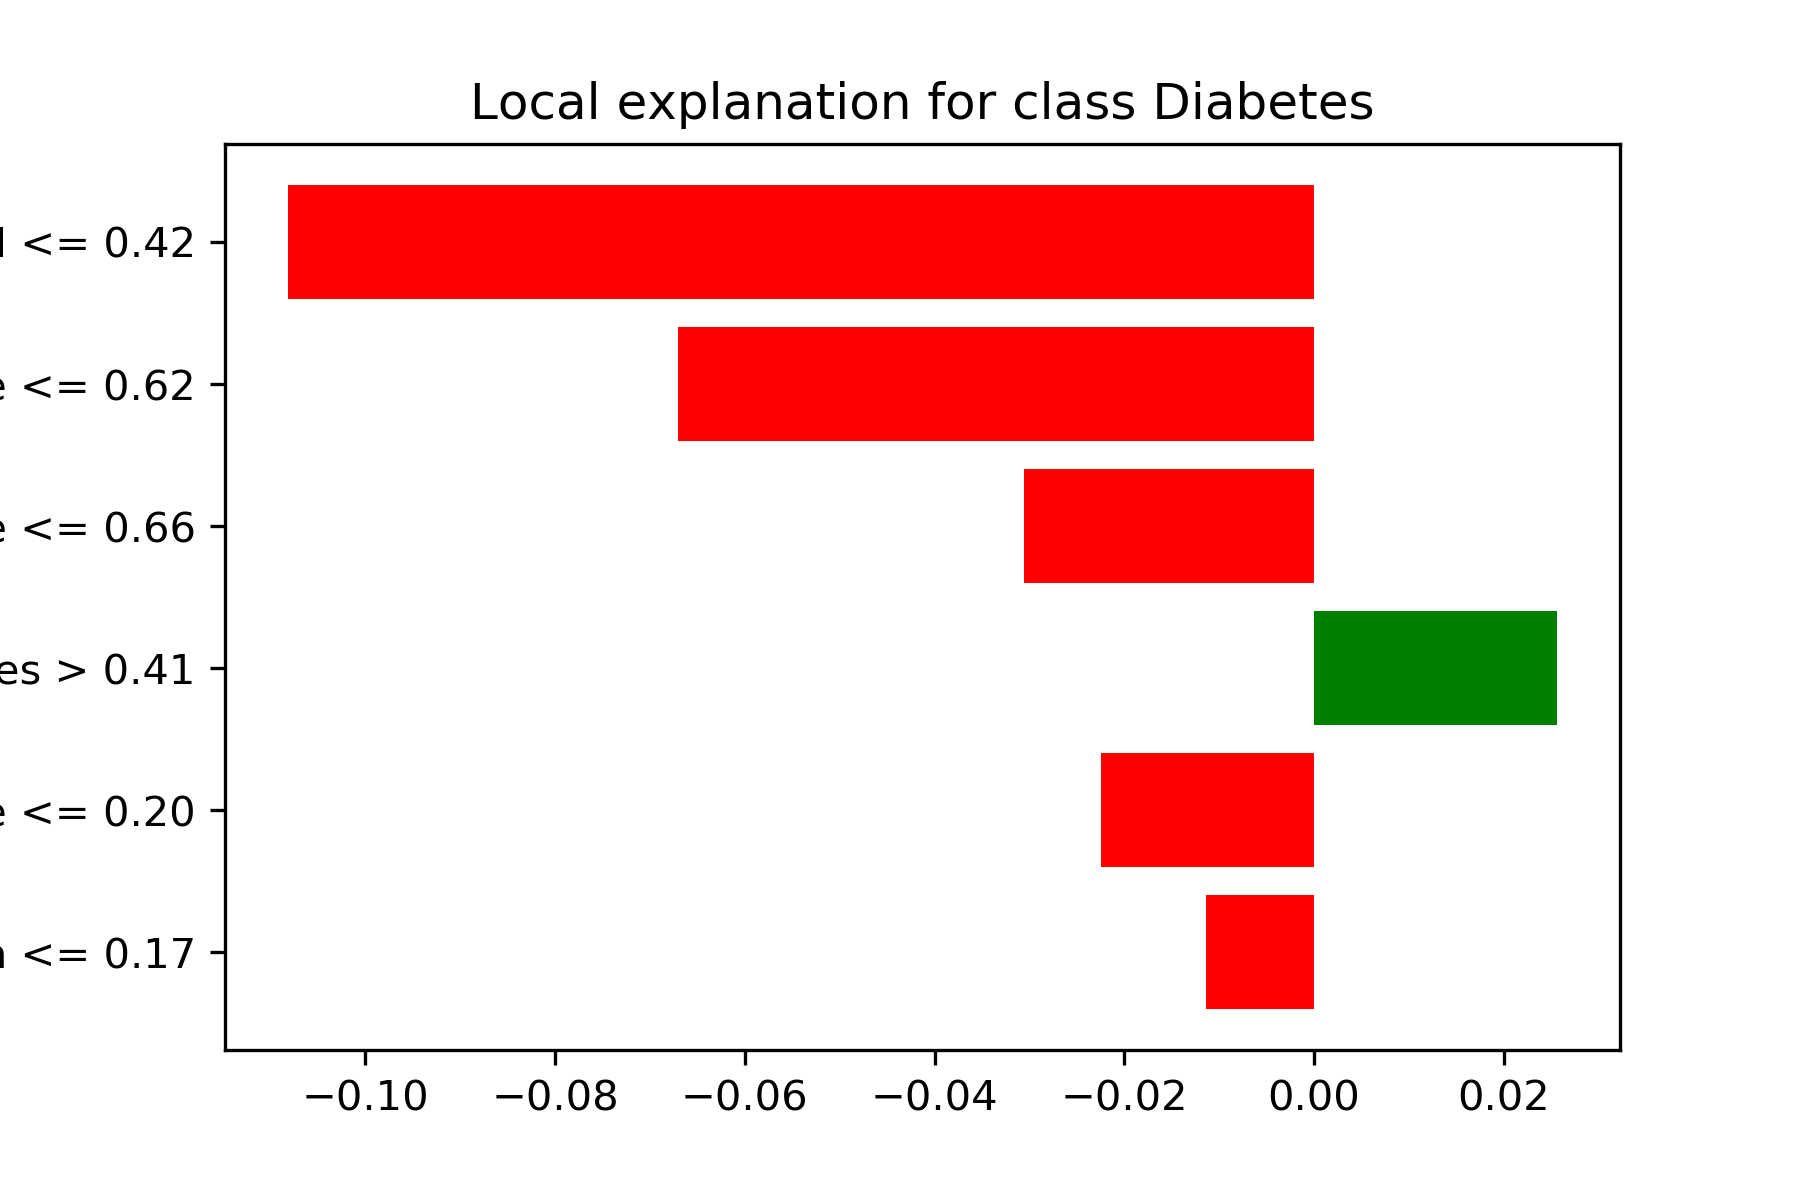 Local explanation for class Diabetes
<= 0.42
e <= 0.62
e <= 0.66
es > 0.41
e <= 0.20
<= 0.17
−0.10 −0.08 −0.06 −0.04 −0.02 0.00 0.02